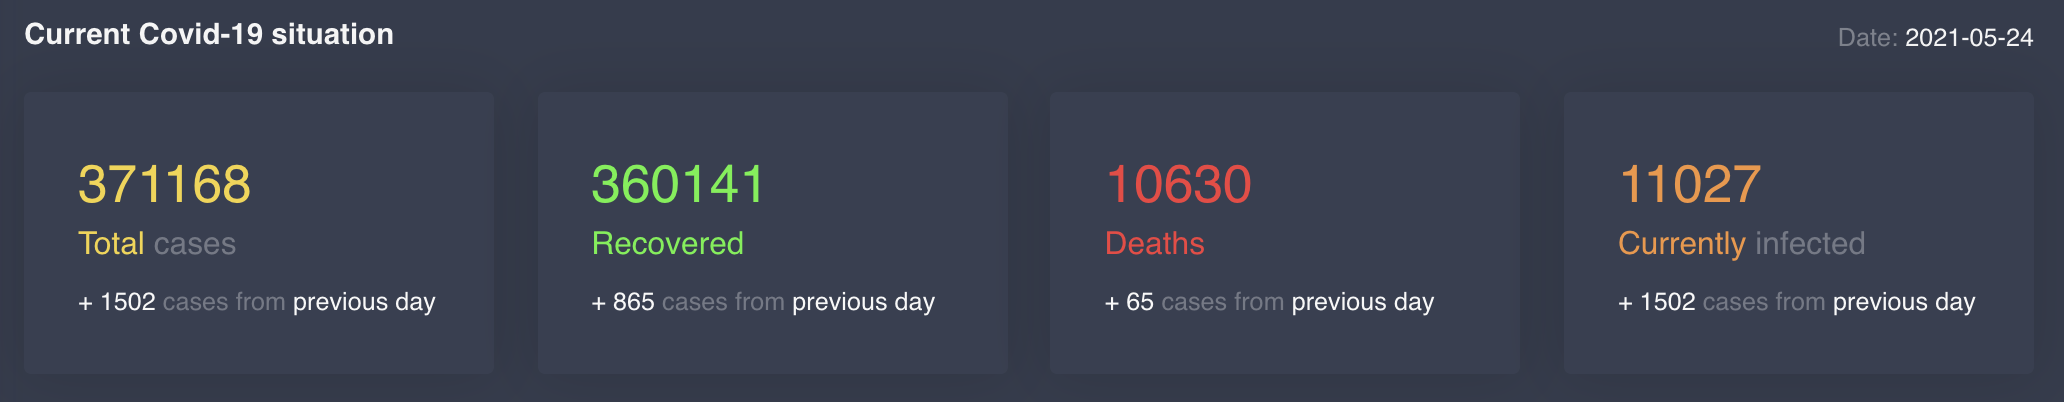 Current Covid-19 situation
Date: 2021-05-24
371168
Total cases
+ 1502 cases from previous day
360141
Recovered
+ 865 cases from previous day
10630
Deaths
+ 65 cases from previous day
11027
Currently infected
+ 1502 cases from previous day